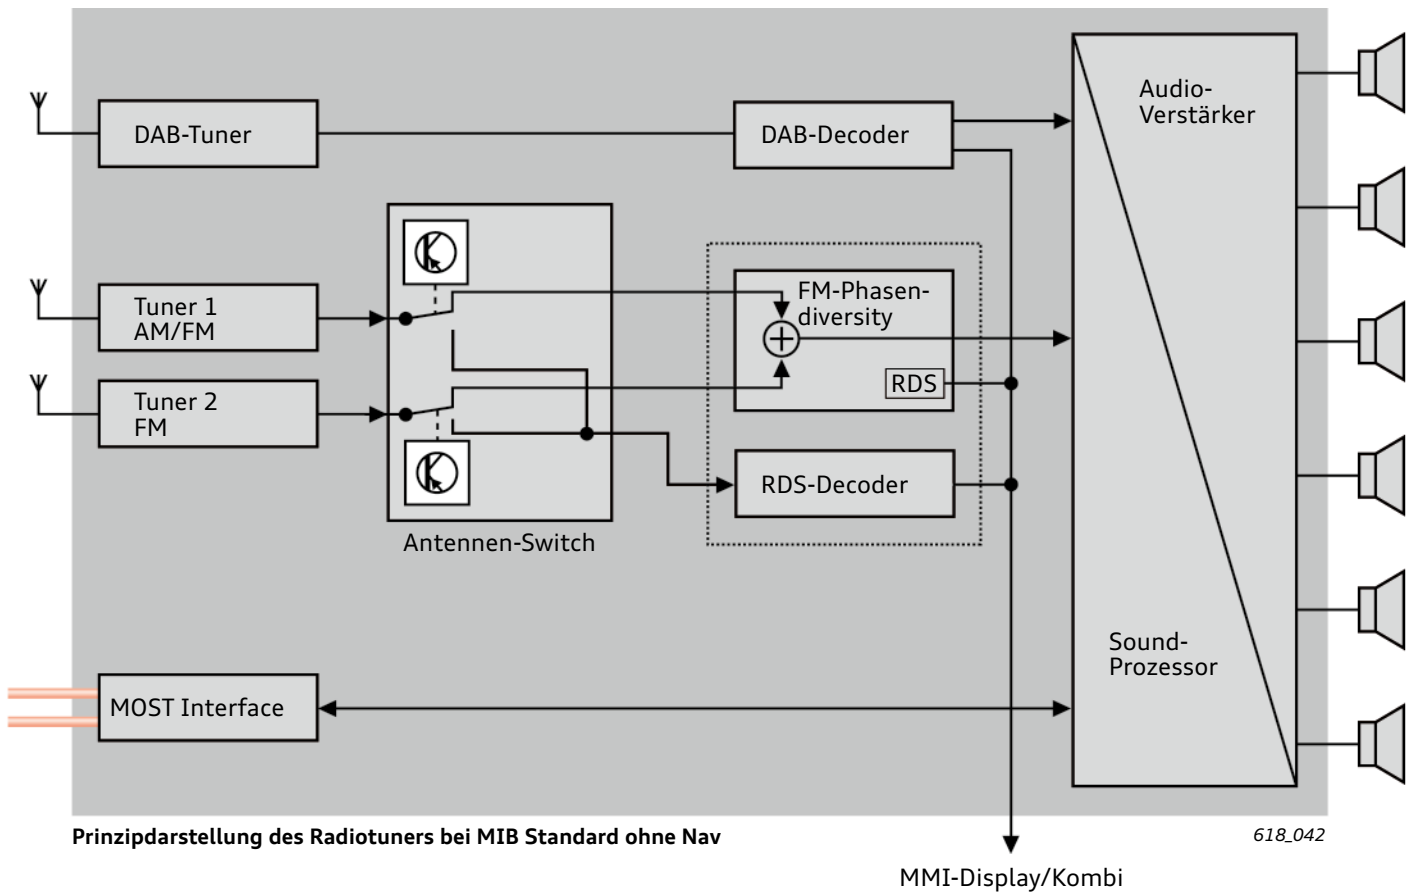 DAB-Tuner
DAB-Decoder
Audio-
Verstärker
Tuner 1
AM/FM
FM-Phasen-
diversity
RDS
Tuner 2
FM
RDS-Decoder
Antennen-Switch
Sound-
Prozessor
MOST Interface
Prinzipdarstellung des Radiotuners bei MIB Standard ohne Nav
618_042
MMI-Display/Kombi